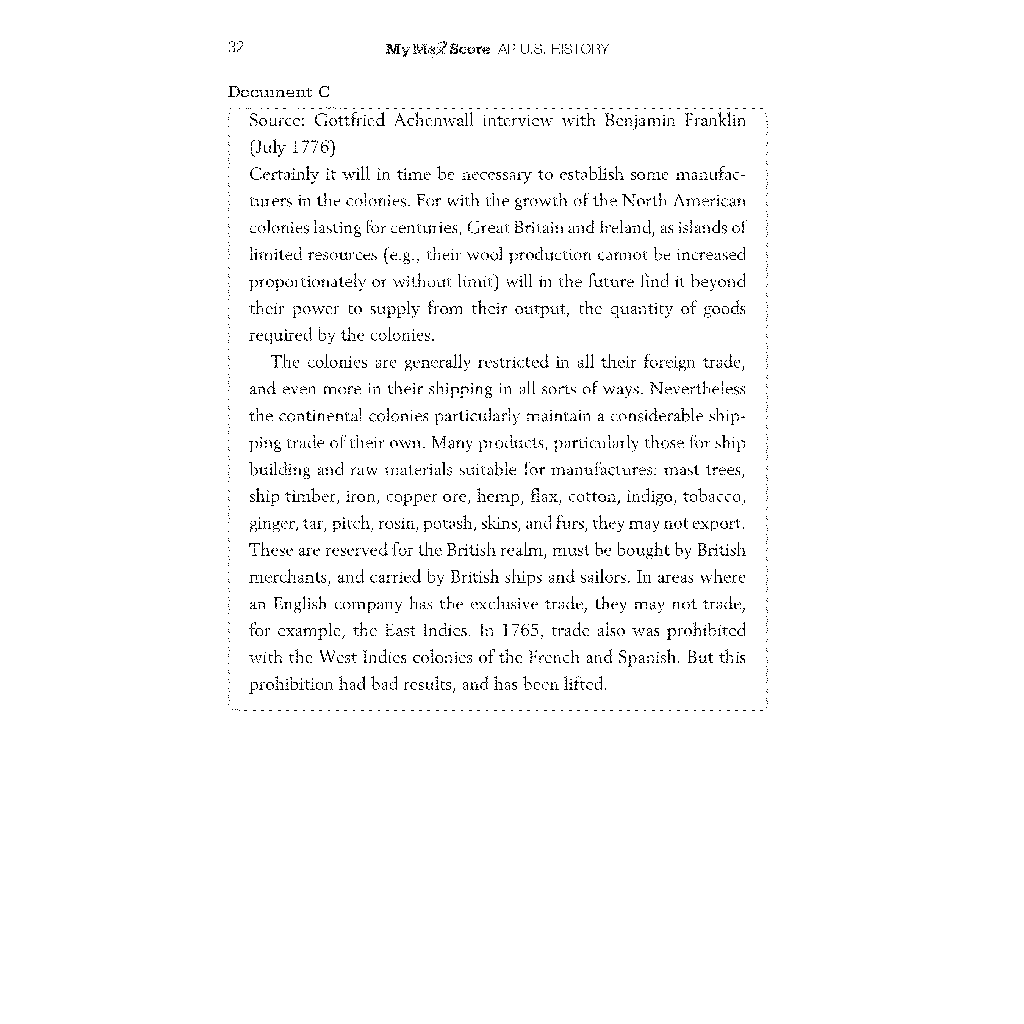 32
My Max Score AP U.S. HISTORY
Document C
Source: Gottfried Achenwall interview with Benjamin Franklin
(July 1776)
Certainly it will in time be necessary to establish some manufac-
turers in the colonies. For with the growth of the North American
colonies lasting for centuries, Great Britain and Ireland, as islands of
limited resources (e.g., their wool production cannot be increased
proportionately or without limit) will in the future find it beyond
their power to supply from their output, the quantity of goods
required by the colonies.
The colonies are generally restricted in all their foreign trade,
and even more in their shipping in all sorts of ways. Nevertheless
the continental colonies particularly maintain a considerable ship-
ping trade of their own. Many products, particularly those for ship
building and raw materials suitable for manufactures: mast trees,
ship timber, iron, copper ore, hemp, flax, cotton, indigo, tobacco,
ginger, tar, pitch, rosin, potash, skins, and furs, they may not export.
These are reserved for the British realm, must be bought by British
merchants, and carried by British ships and sailors. In areas where
an English company has the exclusive trade, they may not trade,
for example, the East Indies. In 1765, trade also was prohibited
with the West Indies colonies of the French and Spanish. But this
prohibition had bad results, and has been lifted.